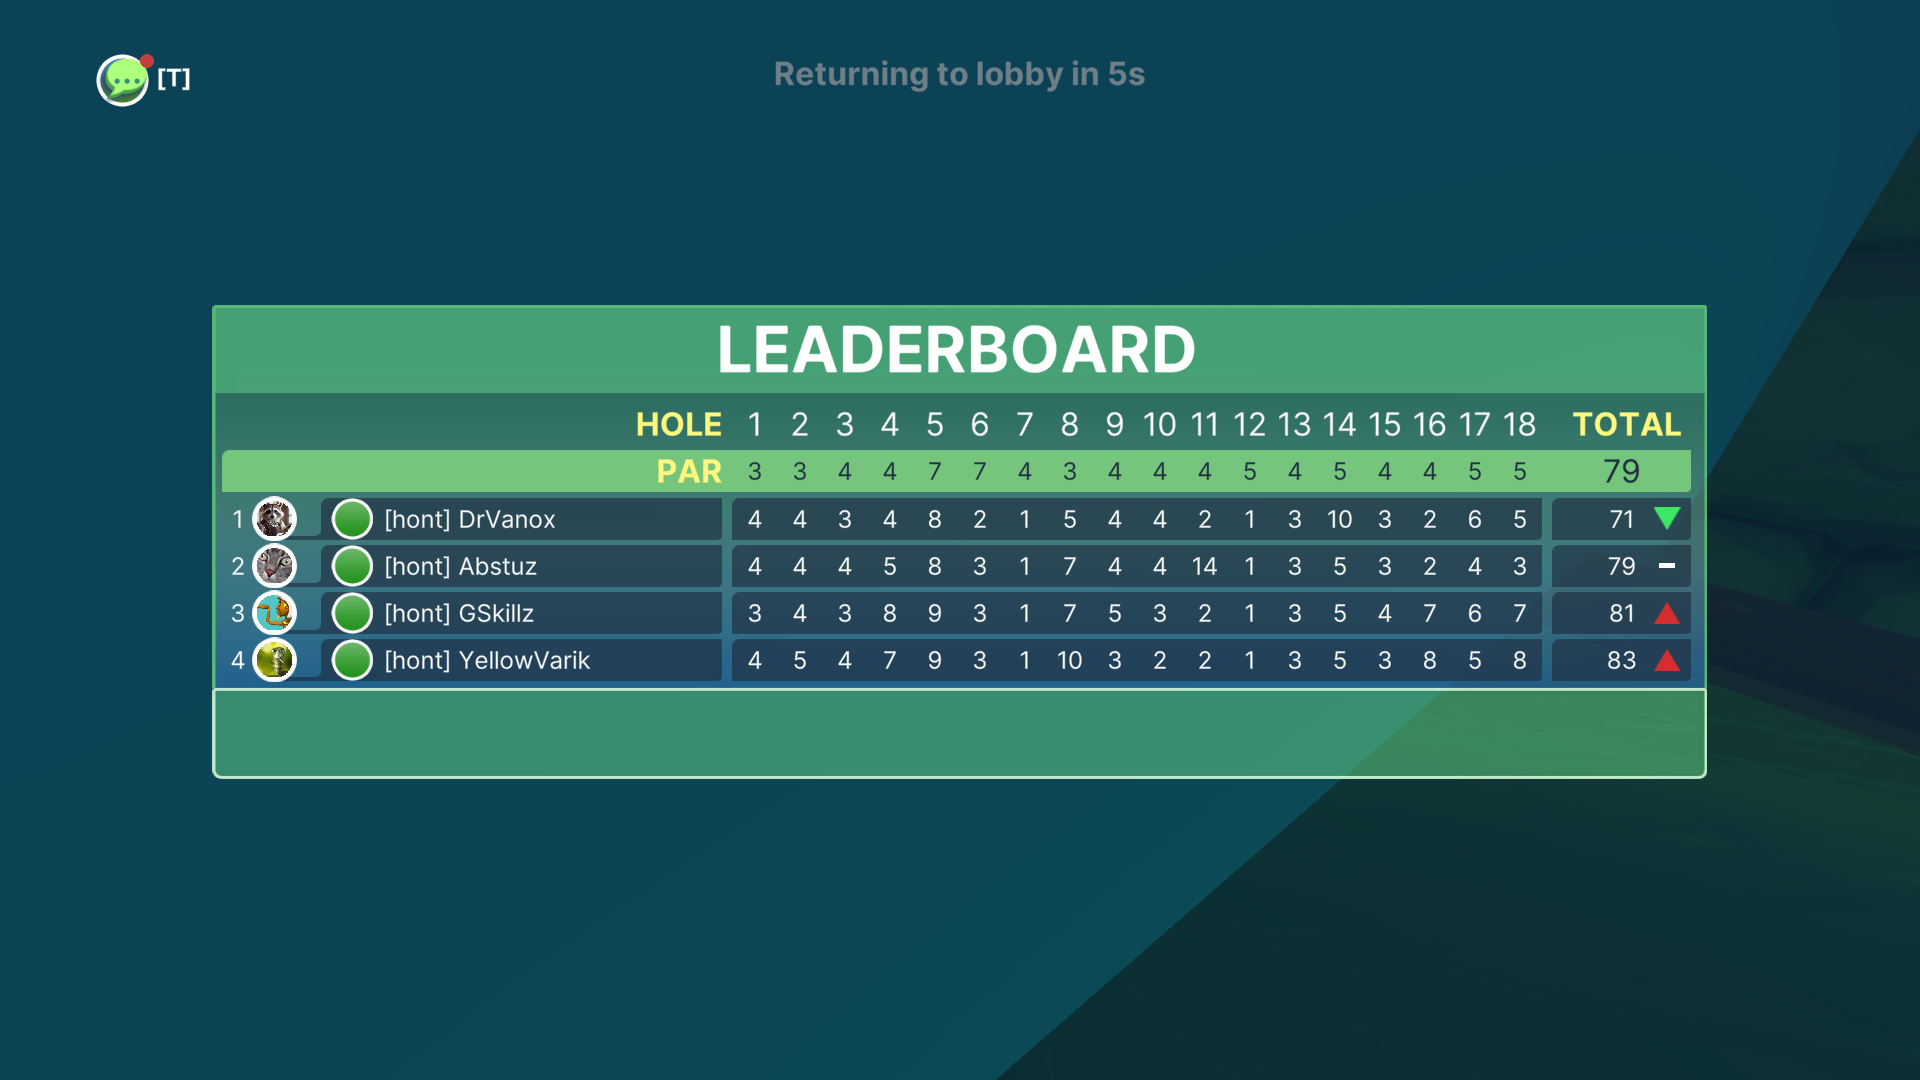 [T]
Returning to lobby in 5s
LEADERBOARD
HOLE 1 2 3 4 5 6 7 8 9 10 11 12 13 14 15 16 17 18 TOTAL
PAR 3 3 4 4 7 7 4 3 4 4 4 5 4 5 4 4 5 5 79
1 [hont] DrVanox 4 4 3 4 8 2 1 5 4 4 2 1 3 10 3 2 6 5 71
2 [hont] Abstuz 4 4 4 5 8 3 1 7 4 4 14 1 3 5 3 2 4 3 79
3 [hont] GSkillz 3 4 3 8 9 3 1 7 5 3 2 1 3 5 4 7 6 7 81
4 [hont] YellowVarik 4 5 4 7 9 3 1 10 3 2 2 1 3 5 3 8 5 8 83